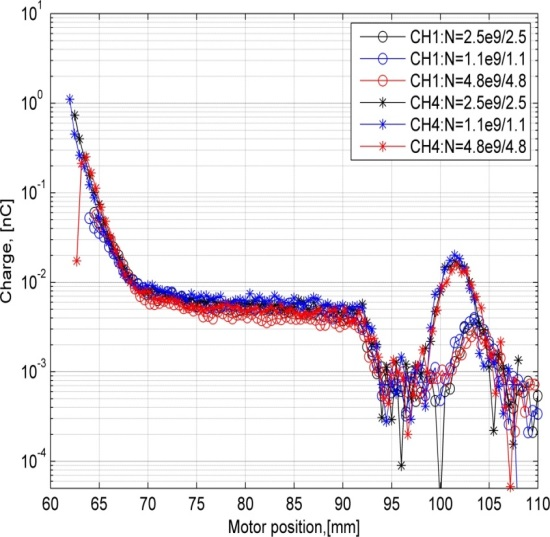 10^1
CH1:N=2.5e9/2.5
CH1:N=1.1e9/1.1
CH1:N=4.8e9/4.8
CH4:N=2.5e9/2.5
CH4:N=1.1e9/1.1
CH4:N=4.8e9/4.8
10^0
10^-1
Charge, [nC]
10^-2
10^-3
10^-4
60 65 70 75 80 85 90 95 100 105 110
Motor position,[mm]